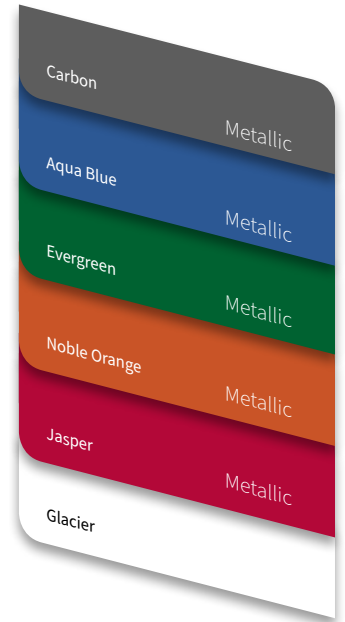 Carbon
Metallic
Aqua Blue
Metallic
Evergreen
Metallic
Noble Orange
Metallic
Jasper
Metallic
Glacier